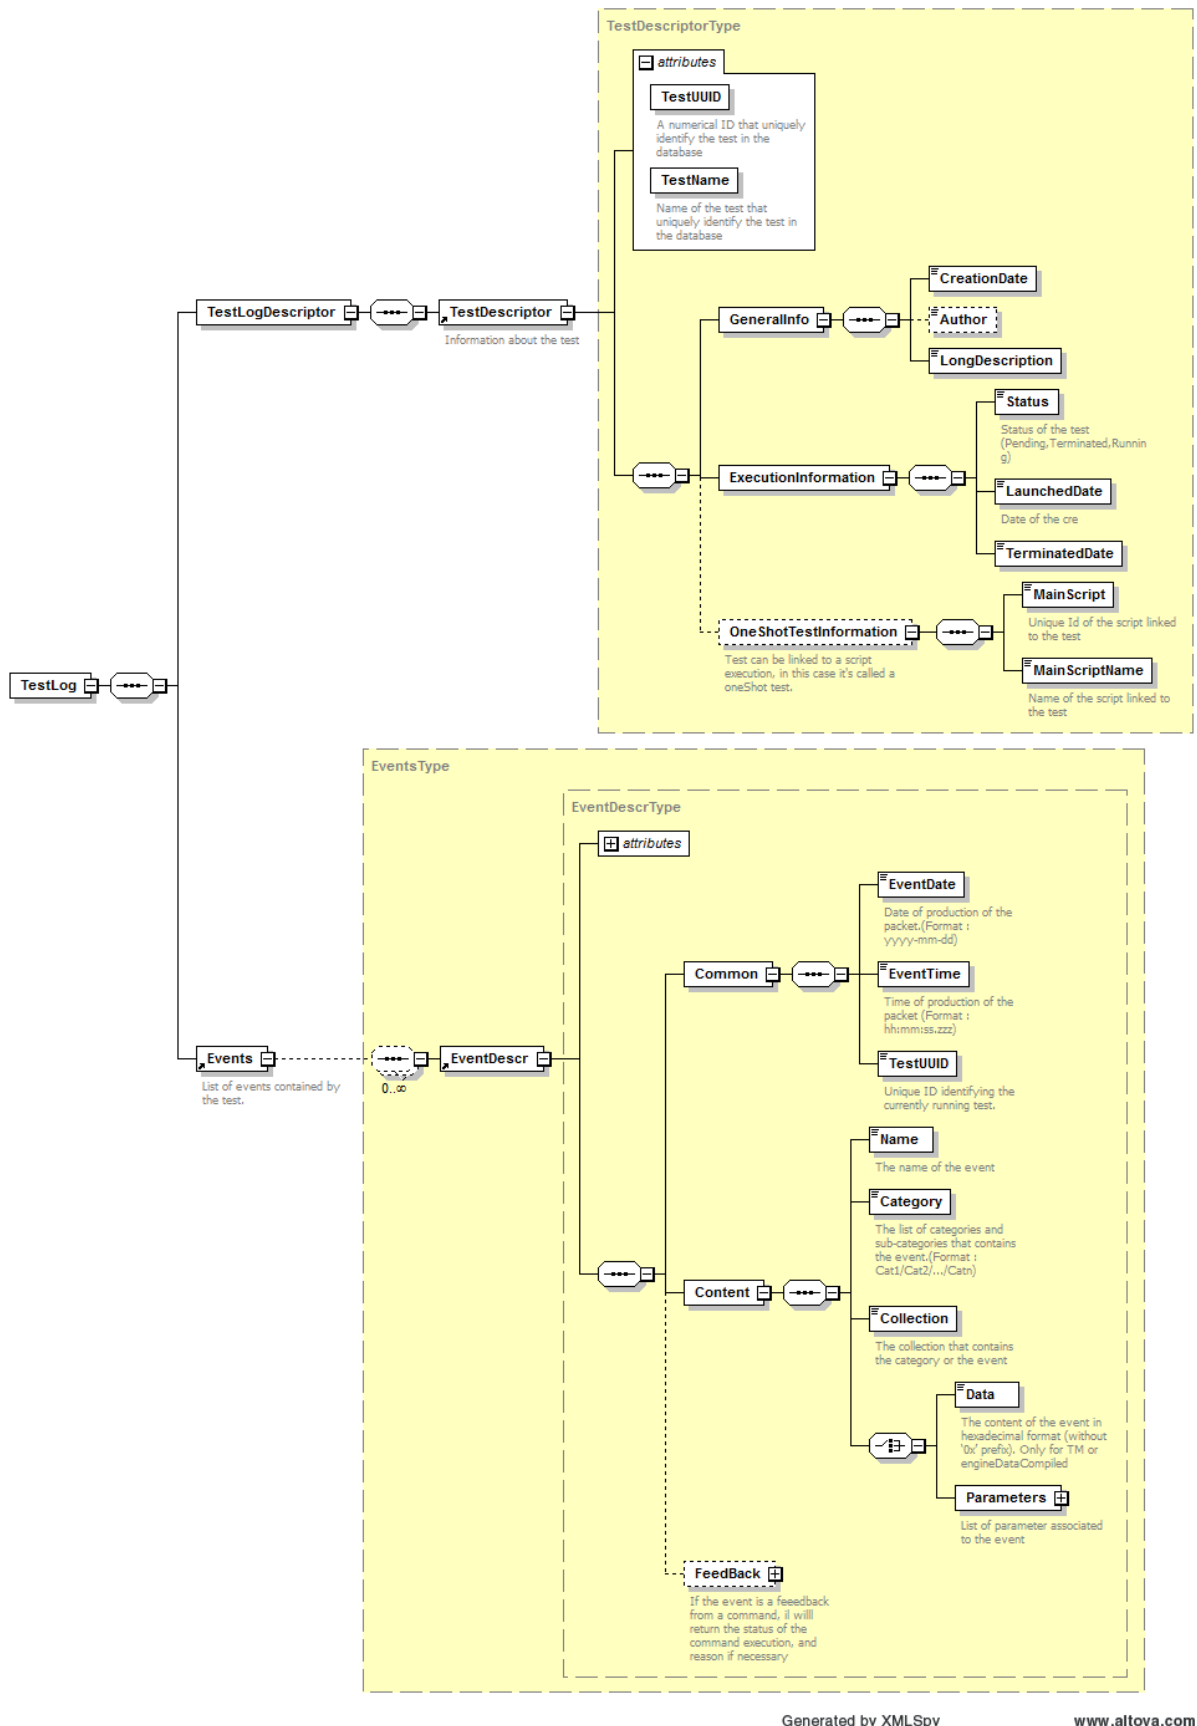 TestDescriptorType
attributes
TestUUID
A numerical ID that uniquely
identify the test in the
database
TestName
Name of the test that
uniquely identify the test in
the database
CreationDate
TestLogDescriptor
TestDescriptor
GeneralInfo
Author
Information about the test
LongDescription
Status
Status of the test
(Pending,Terminated,Runnin
g)
ExecutionInformation
LaunchedDate
Date of the cre
TerminatedDate
MainScript
Unique Id of the script linked
to the test
OneShotTestInformation
Test can be linked to a script
execution, in this case it's called a
oneShot test.
MainScriptName
Name of the script linked to
the test
TestLog
EventsType
EventDescrType
attributes
EventDate
Date of production of the
packet.(Format :
yyyy-mm-dd)
Common
EventTime
Time of production of the
packet (Format :
hh:mm:ss.zzz)
Events
List of events contained by
the test.
0..∞
EventDescr
TestUUID
Unique ID identifying the
currently running test.
Name
The name of the event
Category
The list of categories and
sub-categories that contains
the event.(Format :
Cat1/Cat2/.../Catn)
Content
Collection
The collection that contains
the category or the event
Data
The content of the event in
hexadecimal format (without
'0x' prefix). Only for TM or
engineDataCompiled
Parameters
List of parameter associated
to the event
FeedBack
If the event is a feeedback
from a command, il willl
return the status of the
command execution, and
reason if necessary
Generated by XMLSpy
www.altova.com